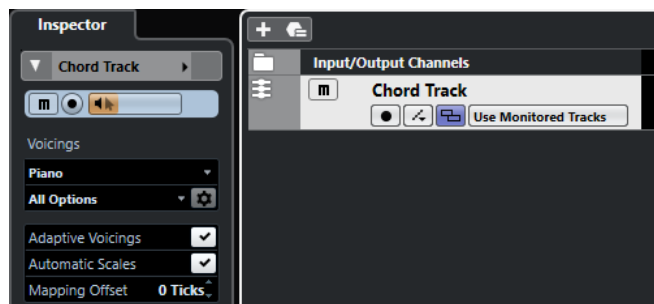 Inspector
Chord Track
m
Voicings
Piano
All Options
Adaptive Voicings
Automatic Scales
Mapping Offset 0 Ticks
Input/Output Channels
m Chord Track
Use Monitored Tracks